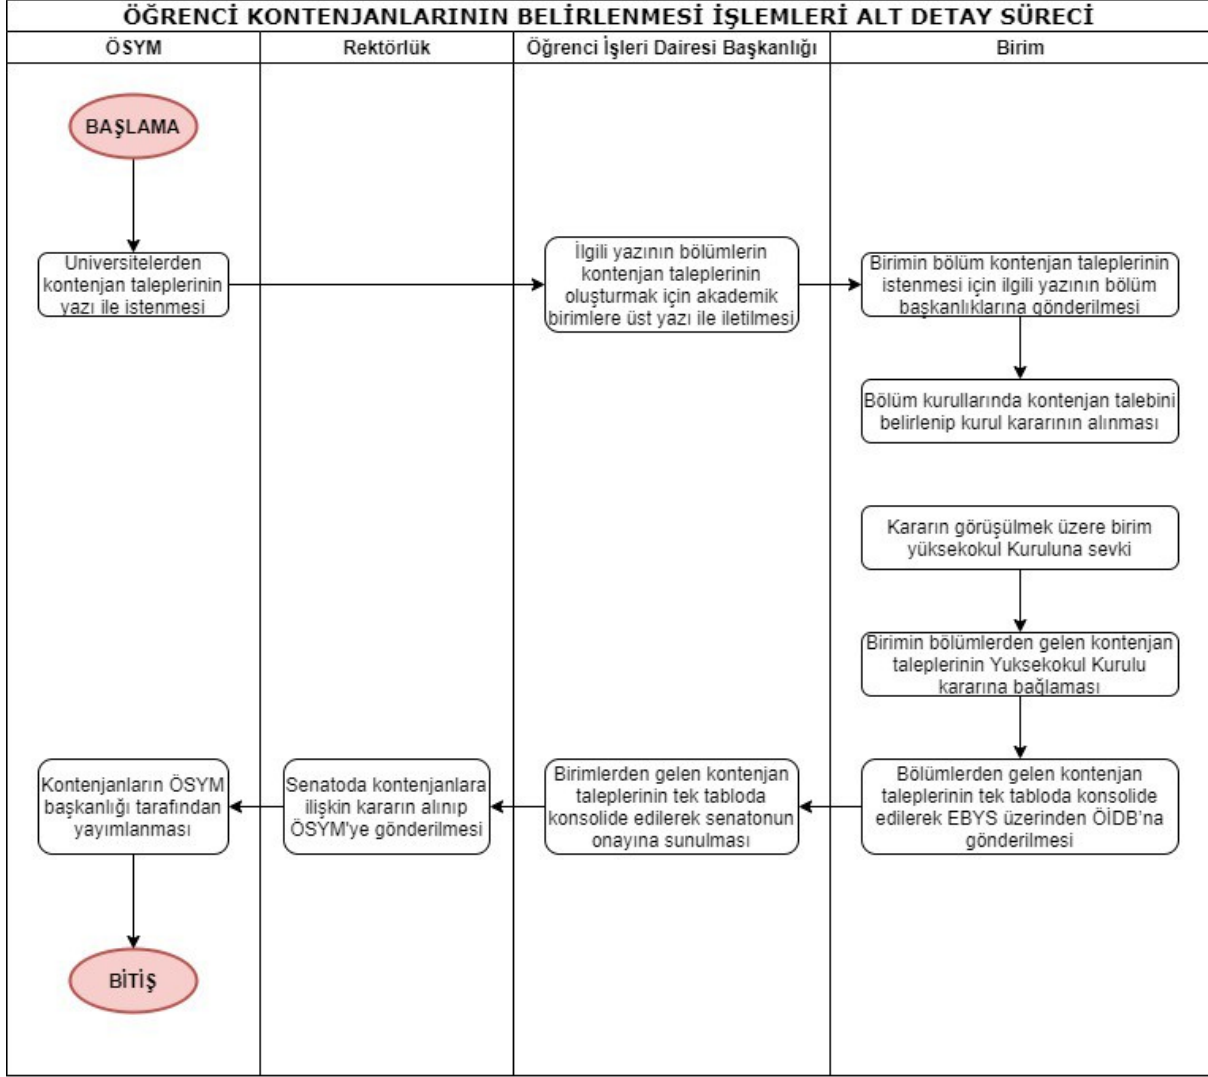 ÖĞRENCİ KONTENJANLARININ BELİRLENMESİ İŞLEMLERİ ALT DETAY SÜRECİ
ÖSYM
Rektörlük
Öğrenci İşleri Dairesi Başkanlığı
Birim
BAŞLAMA
Universitelerden
kontenjan taleplerinin
yazı ile istenmesi
İlgili yazının bölümlerin
kontenjan taleplerinin
oluşturmak için akademik
birimlere üst yazı ile iletilmesi
Birimin bölüm kontenjan taleplerinin
istenmesi için ilgili yazının bölüm
başkanlıklarına gönderilmesi
Bölüm kurullarında kontenjan talebini
belirlenip kurul kararının alınması
Kararın görüşülmek üzere birim
yüksekokul Kuruluna sevki
Birimin bölümlerden gelen kontenjan
taleplerinin Yuksekokul Kurulu
kararına bağlaması
Bölümlerden gelen kontenjan
taleplerinin tek tabloda konsolide
edilerek EBYS üzerinden ÖİDB'na
gönderilmesi
Birimlerden gelen kontenjan
taleplerinin tek tabloda
konsolide edilerek senatonun
onayına sunulması
Senatoda kontenjanlara
ilişkin kararın alınıp
ÖSYM'ye gönderilmesi
Kontenjanların ÖSYM
başkanlığı tarafından
yayımlanması
BİTİŞ